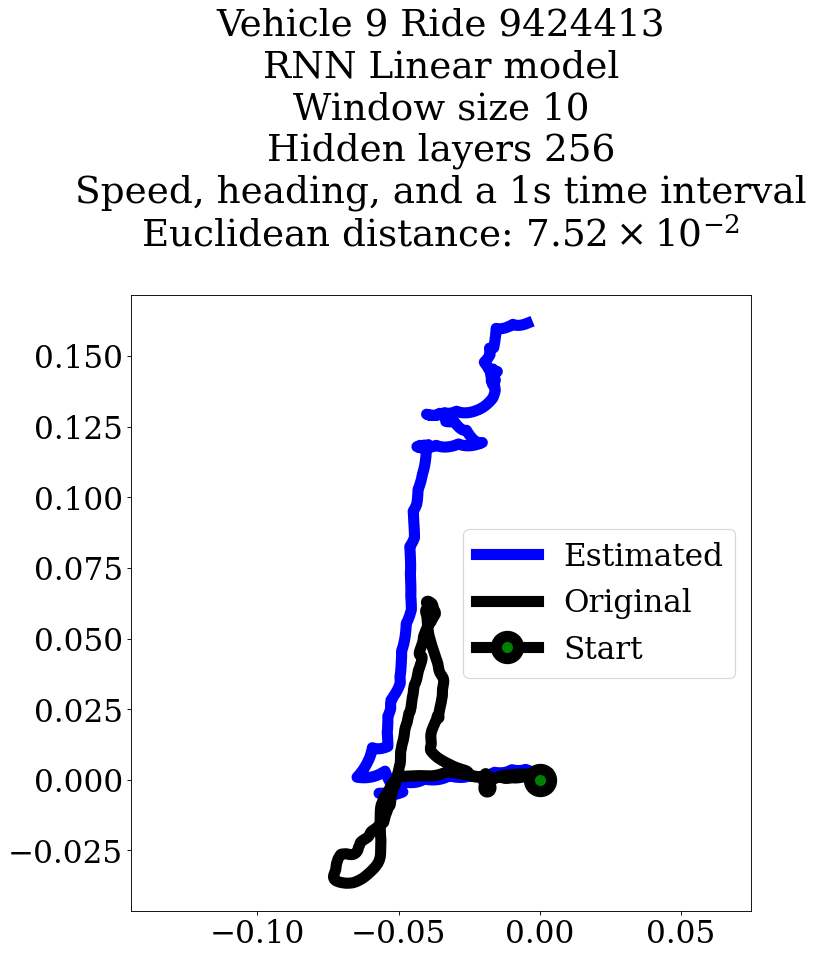 Vehicle 9 Ride 9424413
RNN Linear model
Window size 10
Hidden layers 256
Speed, heading, and a 1s time interval
Euclidean distance: 7.52 × 10⁻²
0.150
0.125
0.100
0.075
0.050
0.025
0.000
−0.025
Estimated
Original
Start
−0.10
−0.05
0.00
0.05